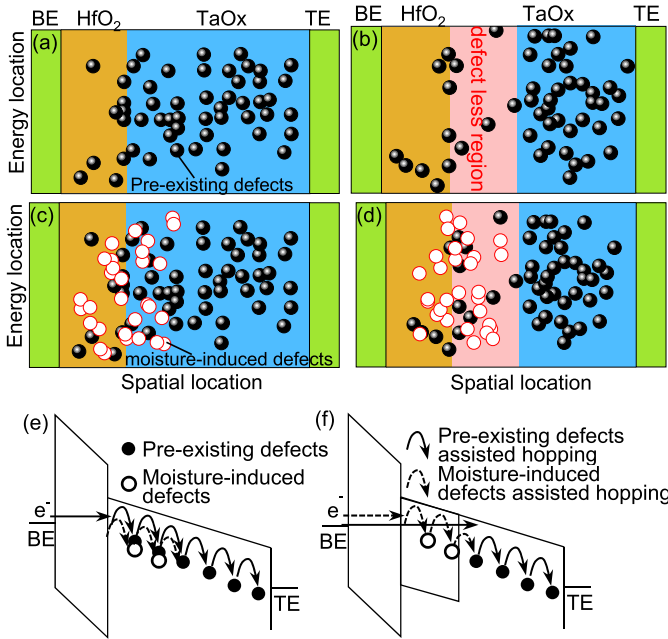 BE HfO₂ TaOx TE
BE HfO₂ TaOx TE
(a)
(b)
Energy location
defect less region
Pre-existing defects
(c)
(d)
Energy location
moisture-induced defects
Spatial location
Spatial location
(e)
Pre-existing defects
Moisture-induced
defects
e-
BE
TE
(f)
Pre-existing defects
assisted hopping
Moisture-induced
defects assisted hopping
e-
BE
TE